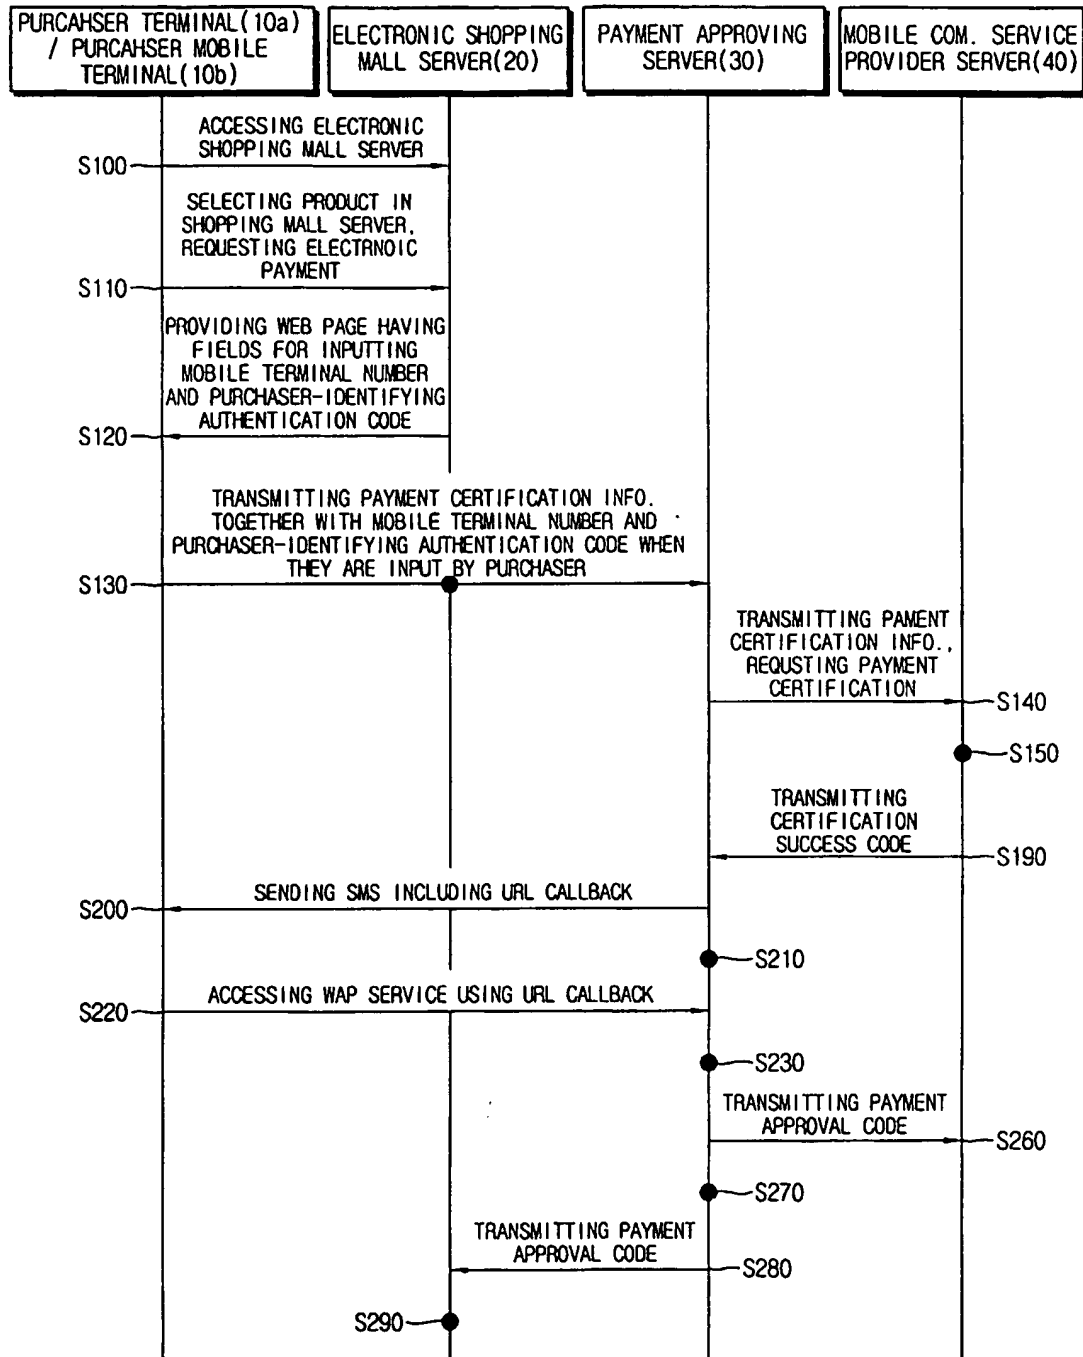 PURCAHSER TERMINAL(10a)
/ PURCAHSER MOBILE
TERMINAL(10b)
ELECTRONIC SHOPPING
MALL SERVER(20)
PAYMENT APPROVING
SERVER(30)
MOBILE COM. SERVICE
PROVIDER SERVER(40)
ACCESSING ELECTRONIC
SHOPPING MALL SERVER
S100
SELECTING PRODUCT IN
SHOPPING MALL SERVER,
REQUESTING ELECTRNOIC
PAYMENT
S110
PROVIDING WEB PAGE HAVING
FIELDS FOR INPUTTING
MOBILE TERMINAL NUMBER
AND PURCHASER-IDENTIFYING
AUTHENTICATION CODE
S120
TRANSMITTING PAYMENT CERTIFICATION INFO.
TOGETHER WITH MOBILE TERMINAL NUMBER AND
PURCHASER-IDENTIFYING AUTHENTICATION CODE WHEN
THEY ARE INPUT BY PURCHASER
S130
TRANSMITTING PAMENT
CERTIFICATION INFO.,
REQUSTING PAYMENT
CERTIFICATION
S140
S150
TRANSMITTING
CERTIFICATION
SUCCESS CODE
S190
SENDING SMS INCLUDING URL CALLBACK
S200
S210
ACCESSING WAP SERVICE USING URL CALLBACK
S220
S230
TRANSMITTING PAYMENT
APPROVAL CODE
S260
S270
TRANSMITTING PAYMENT
APPROVAL CODE
S280
S290